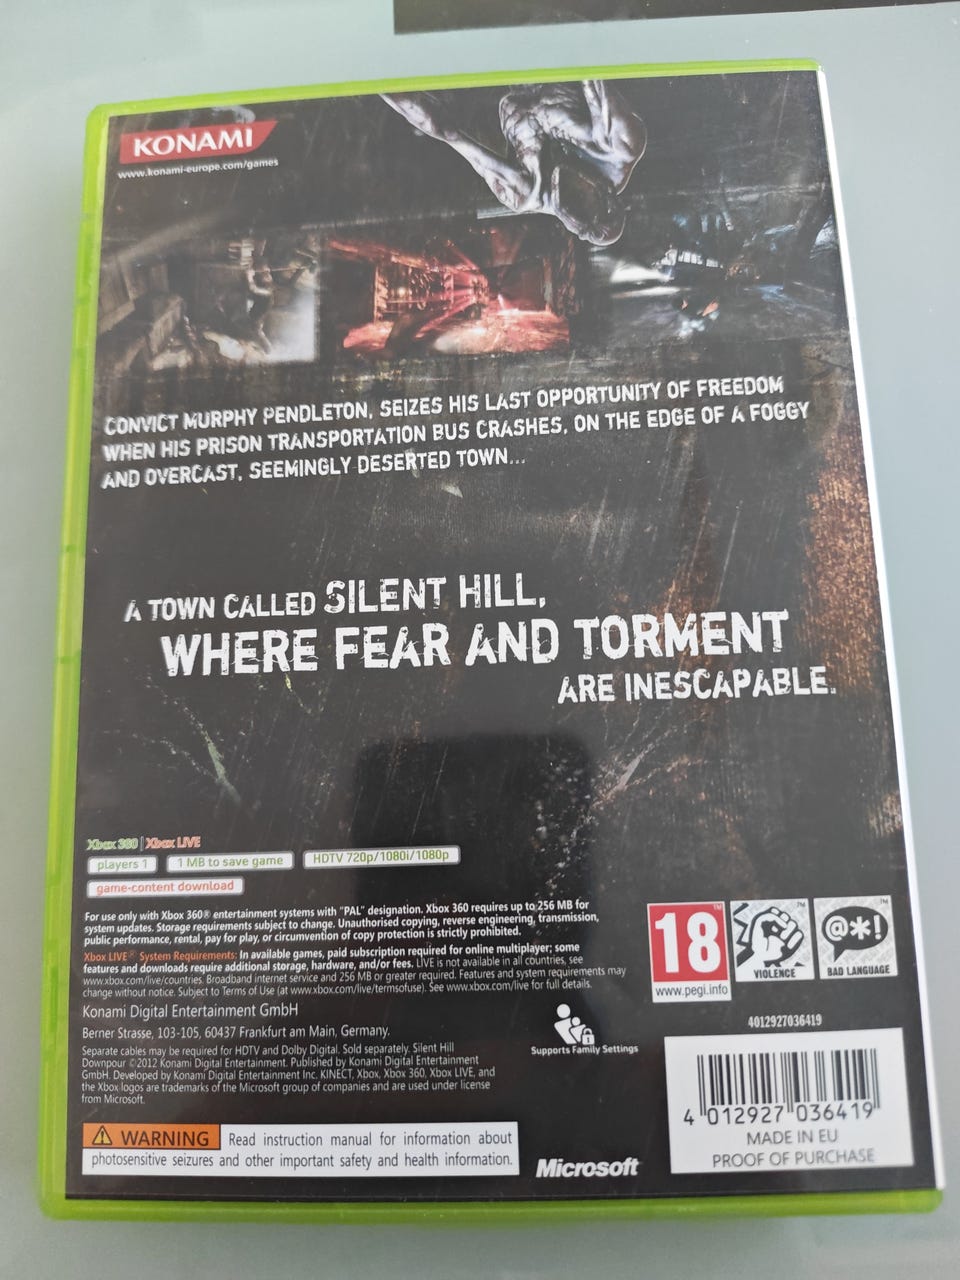 KONAMI
www.konami-europe.com/games
CONVICT MURPHY PENDLETON, SEIZES HIS LAST OPPORTUNITY OF FREEDOM
WHEN HIS PRISON TRANSPORTATION BUS CRASHES, ON THE EDGE OF A FOGGY
AND OVERCAST, SEEMINGLY DESERTED TOWN...
A TOWN CALLED SILENT HILL,
WHERE FEAR AND TORMENT
ARE INESCAPABLE.
Xbox 360 | Xbox LIVE
players 1
1 MB to save game
HDTV 720p/1080i/1080p
game-content download
For use only with Xbox 360® entertainment systems with "PAL" designation. Xbox 360 requires up to 256 MB for
system updates. Storage requirements subject to change. Unauthorised copying, reverse engineering, transmission,
public performance, rental, pay for play, or circumvention of copy protection is strictly prohibited.
Xbox LIVE® System Requirements: In available games, paid subscription required for online multiplayer; some
features and downloads require additional storage, hardware, and/or fees. LIVE is not available in all countries, see
www.xbox.com/live/countries. Broadband internet service and 256 MB or greater required. Features and system requirements may
change without notice. Subject to Terms of Use (at www.xbox.com/live/termsofuse). See www.xbox.com/live for full details.
Konami Digital Entertainment GmbH
Berner Strasse, 103-105, 60437 Frankfurt am Main, Germany.
Separate cables may be required for HDTV and Dolby Digital. Sold separately. Silent Hill
Downpour ©2012 Konami Digital Entertainment. Published by Konami Digital Entertainment
GmbH. Developed by Konami Digital Entertainment Inc. KINECT, Xbox, Xbox 360, Xbox LIVE, and
the Xbox logos are trademarks of the Microsoft group of companies and are used under license
from Microsoft.
WARNING Read instruction manual for information about
photosensitive seizures and other important safety and health information.
18
www.pegi.info
VIOLENCE
@*!
BAD LANGUAGE
Supports Family Settings
Microsoft
4012927036419
4 012927 036419
MADE IN EU
PROOF OF PURCHASE